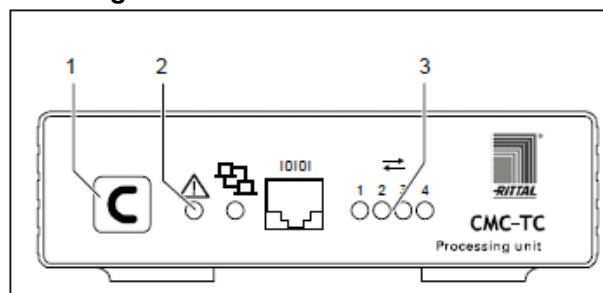 1 2 3
C
IOIOI
1 2 3 4
RITTAL
CMC-TC
Processing unit